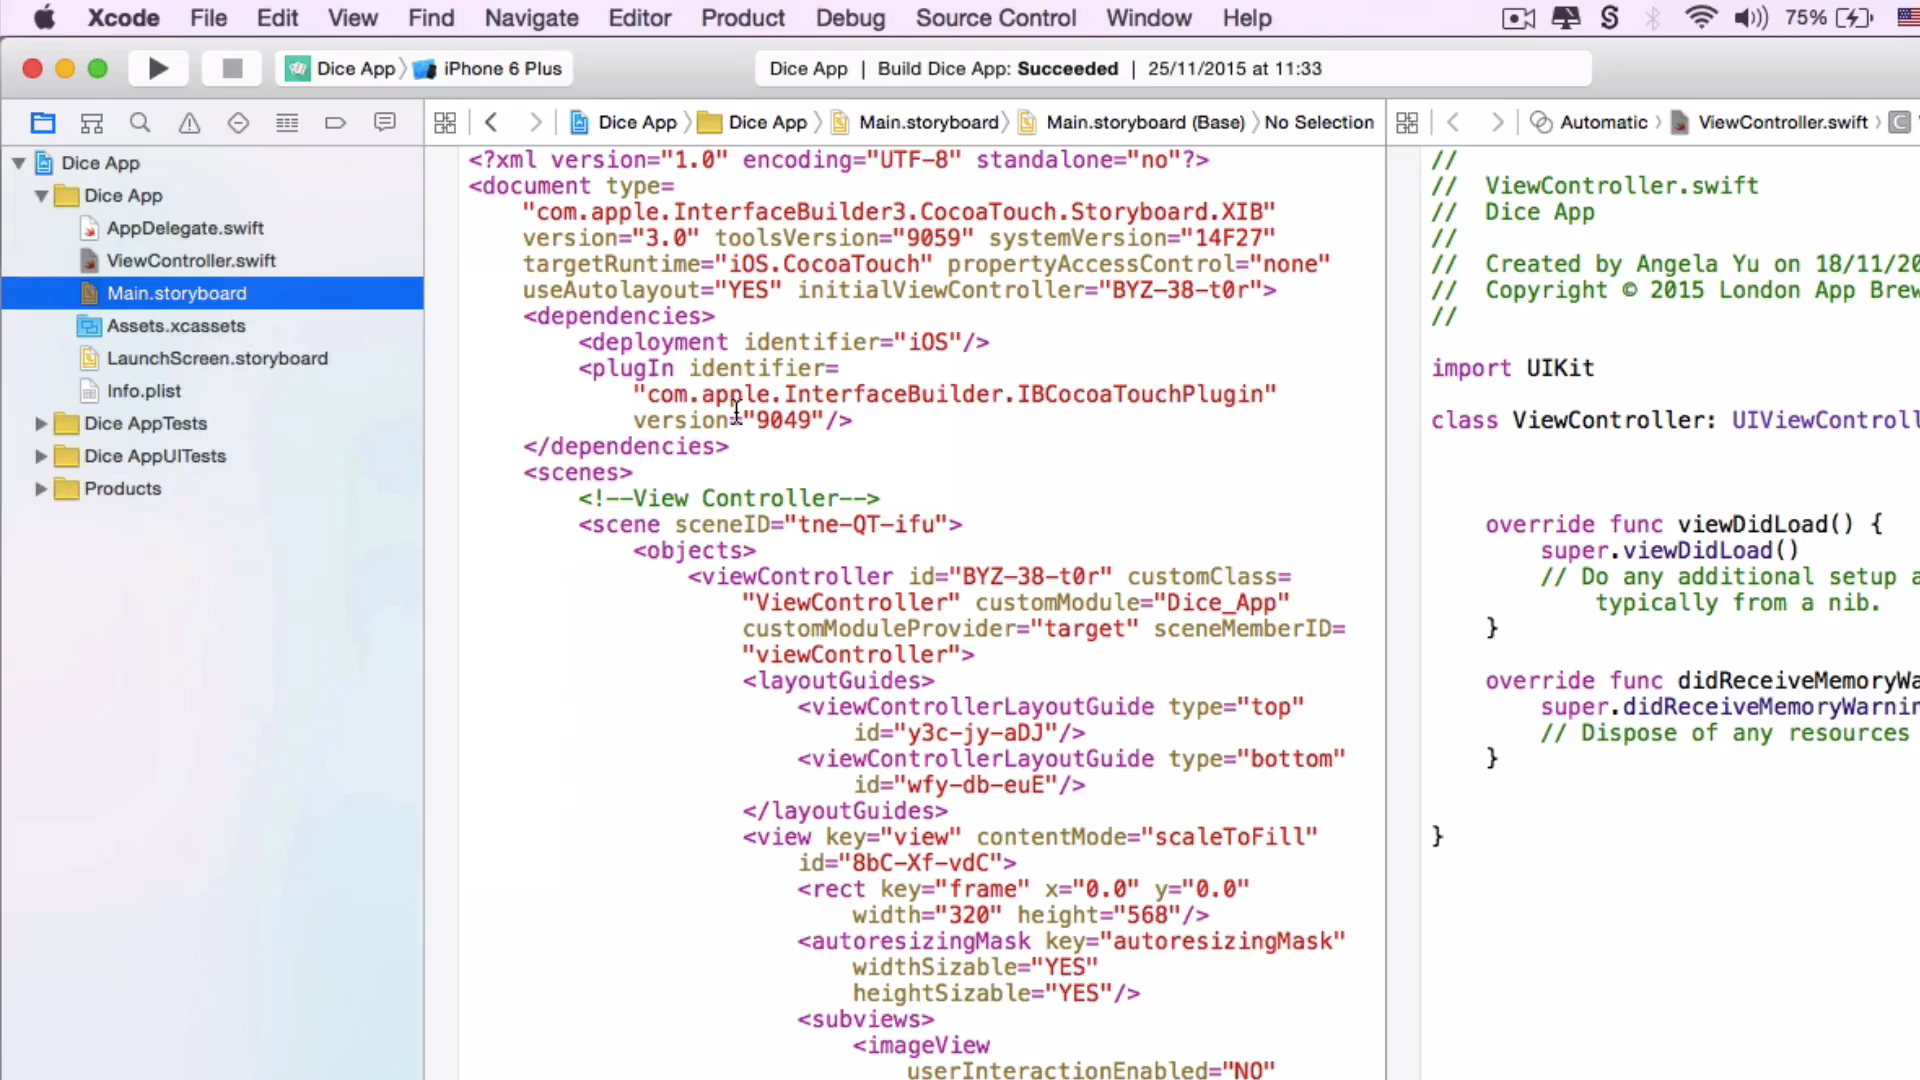 Xcode File Edit View Find Navigate Editor Product Debug Source Control Window Help 75%
Dice App iPhone 6 Plus Dice App | Build Dice App: Succeeded | 25/11/2015 at 11:33
Dice App Dice App Main.storyboard Main.storyboard (Base) No Selection Automatic ViewController.swift C
Dice App
Dice App
AppDelegate.swift
ViewController.swift
Main.storyboard
Assets.xcassets
LaunchScreen.storyboard
Info.plist
Dice AppTests
Dice AppUITests
Products
<?xml version="1.0" encoding="UTF-8" standalone="no"?>
<document type=
"com.apple.InterfaceBuilder3.CocoaTouch.Storyboard.XIB"
version="3.0" toolsVersion="9059" systemVersion="14F27"
targetRuntime="iOS.CocoaTouch" propertyAccessControl="none"
useAutolayout="YES" initialViewController="BYZ-38-t0r">
<dependencies>
<deployment identifier="iOS"/>
<plugIn identifier=
"com.apple.InterfaceBuilder.IBCocoaTouchPlugin"
version="9049"/>
</dependencies>
<scenes>
<!--View Controller-->
<scene sceneID="tne-QT-ifu">
<objects>
<viewController id="BYZ-38-t0r" customClass=
"ViewController" customModule="Dice_App"
customModuleProvider="target" sceneMemberID=
"viewController">
<layoutGuides>
<viewControllerLayoutGuide type="top"
id="y3c-jy-aDJ"/>
<viewControllerLayoutGuide type="bottom"
id="wfy-db-euE"/>
</layoutGuides>
<view key="view" contentMode="scaleToFill"
id="8bC-Xf-vdC">
<rect key="frame" x="0.0" y="0.0"
width="320" height="568"/>
<autoresizingMask key="autoresizingMask"
widthSizable="YES"
heightSizable="YES"/>
<subviews>
<imageView
userInteractionEnabled="NO"
//
// ViewController.swift
// Dice App
//
// Created by Angela Yu on 18/11/20
// Copyright © 2015 London App Brew
//
import UIKit
class ViewController: UIViewControll
override func viewDidLoad() {
super.viewDidLoad()
// Do any additional setup a
typically from a nib.
}
override func didReceiveMemoryWa
super.didReceiveMemoryWarnin
// Dispose of any resources
}
}